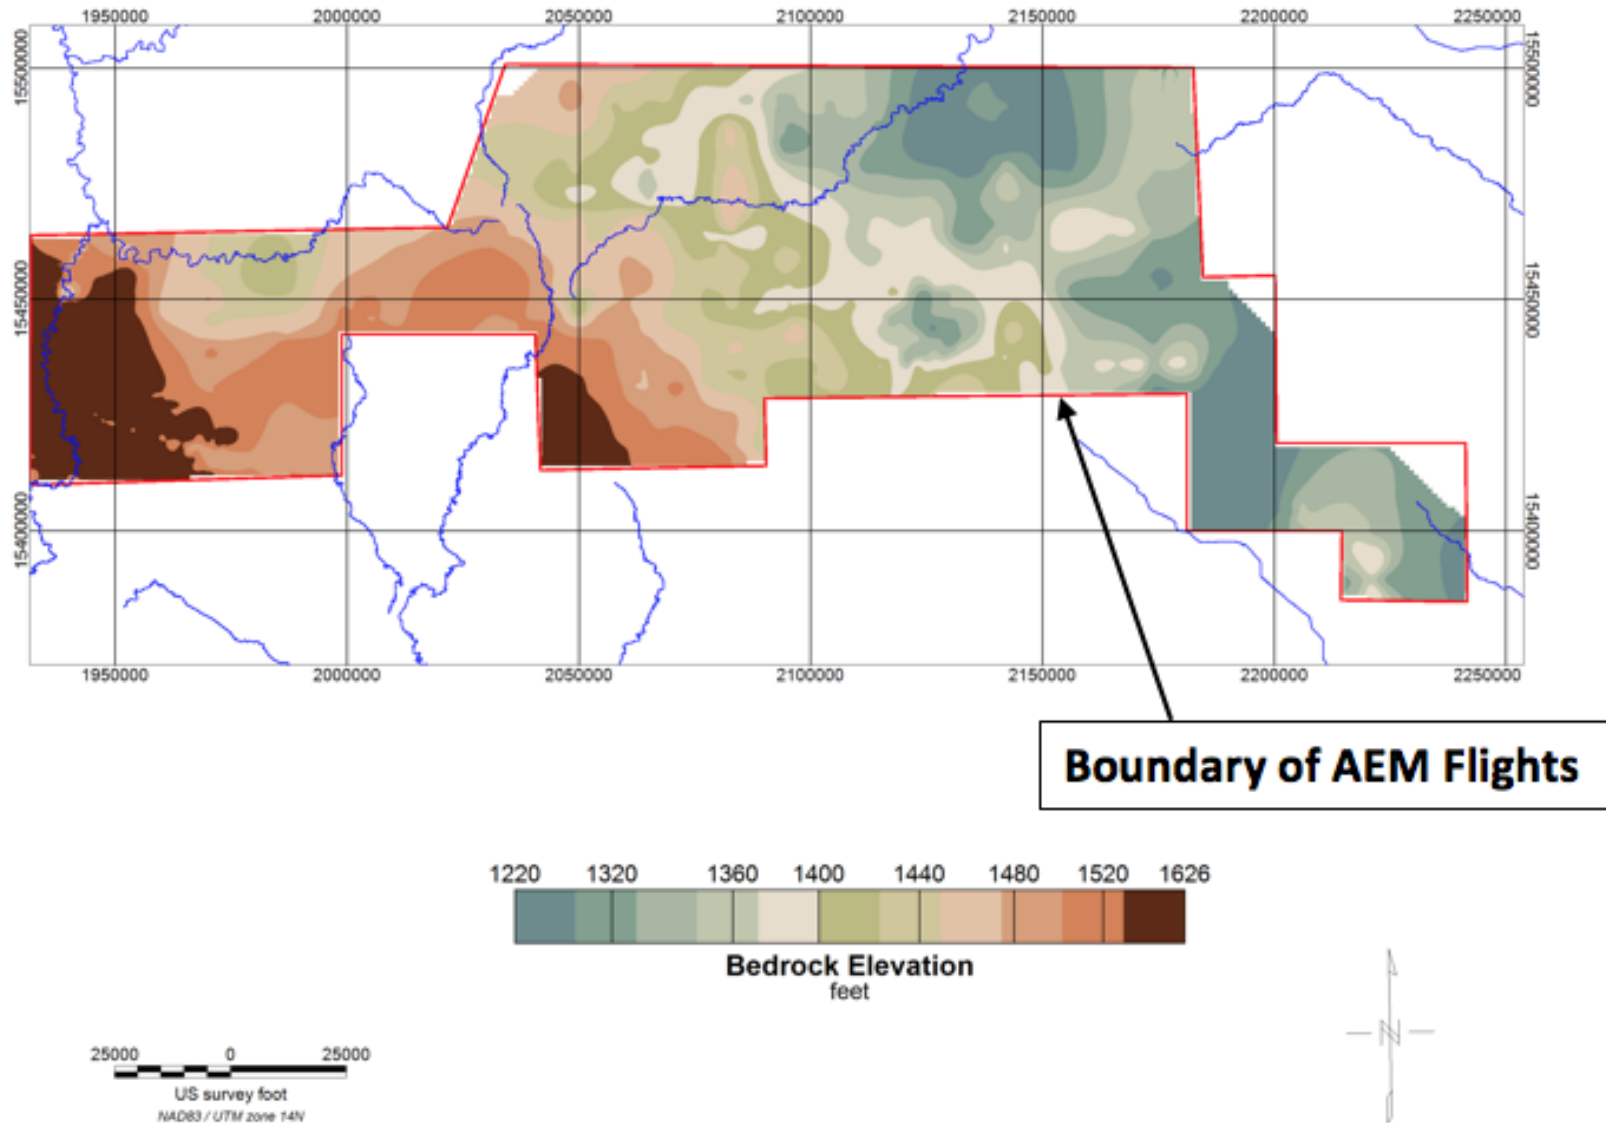 1950000 2000000 2050000 2100000 2150000 2200000 2250000
15500000 15500000
15450000 15450000
15400000 15400000
1950000 2000000 2050000 2100000 2150000 2200000 2250000
Boundary of AEM Flights
1220 1320 1360 1400 1440 1480 1520 1626
Bedrock Elevation
feet
25000 0 25000
US survey foot
NAD83 / UTM zone 14N
N